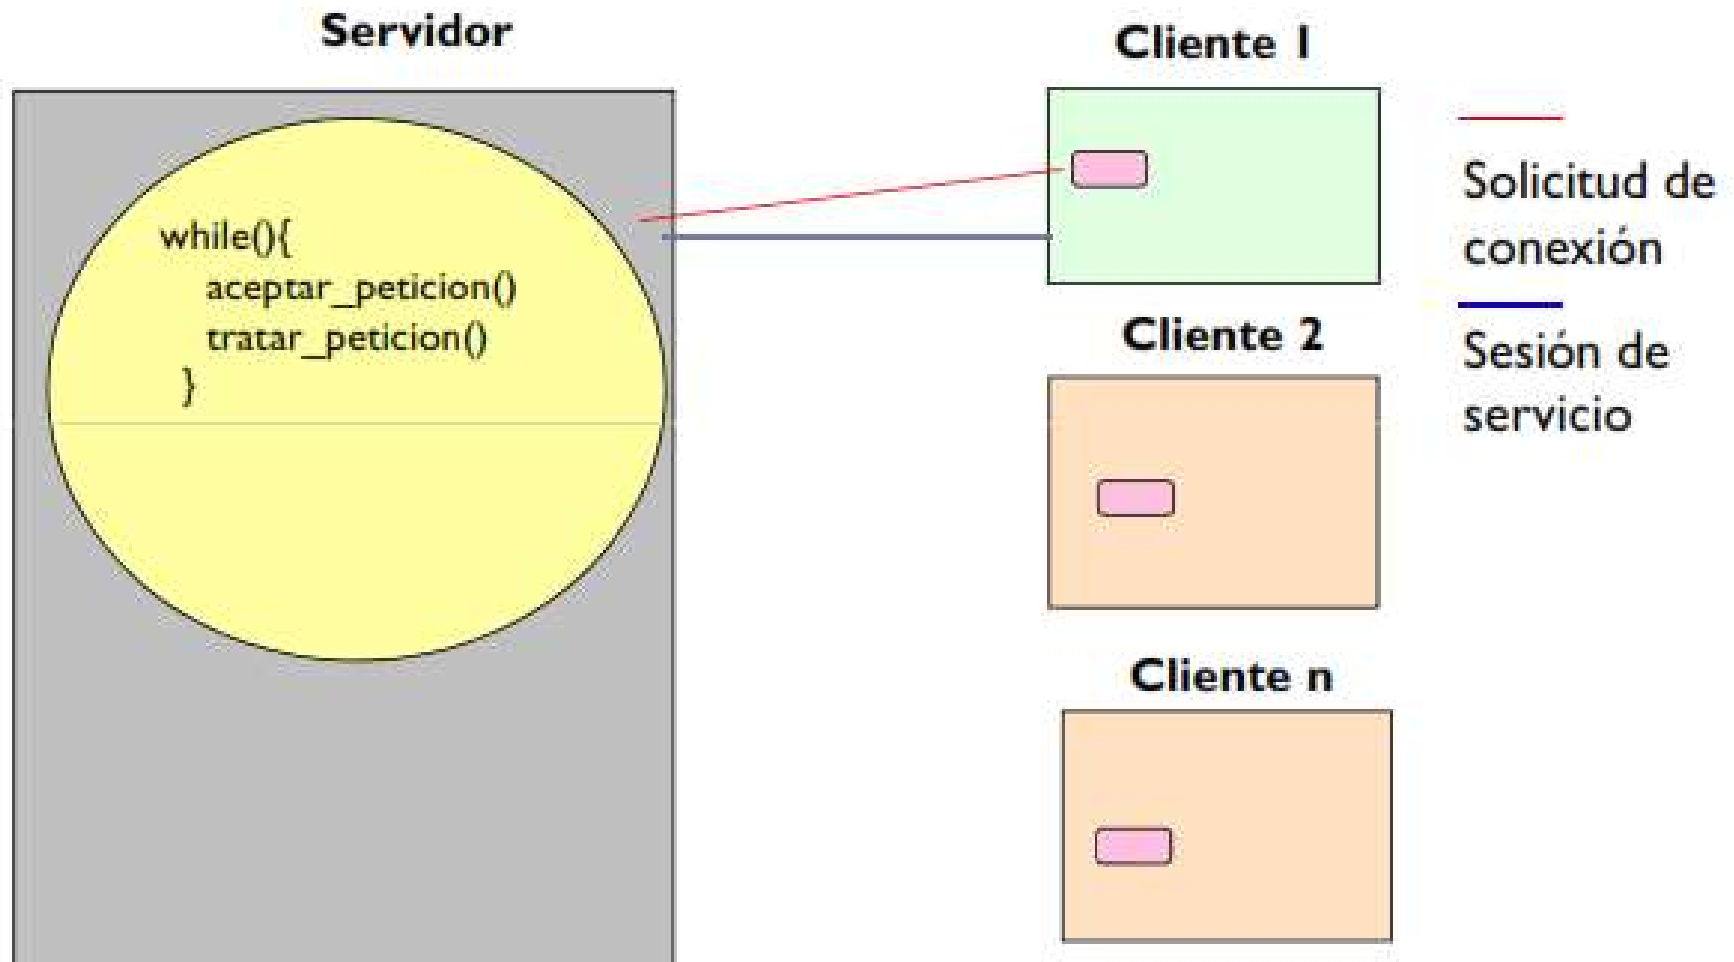 Servidor
while(){
aceptar_peticion()
tratar_peticion()
}
Cliente 1
Cliente 2
Cliente n
Solicitud de
conexión
Sesión de
servicio